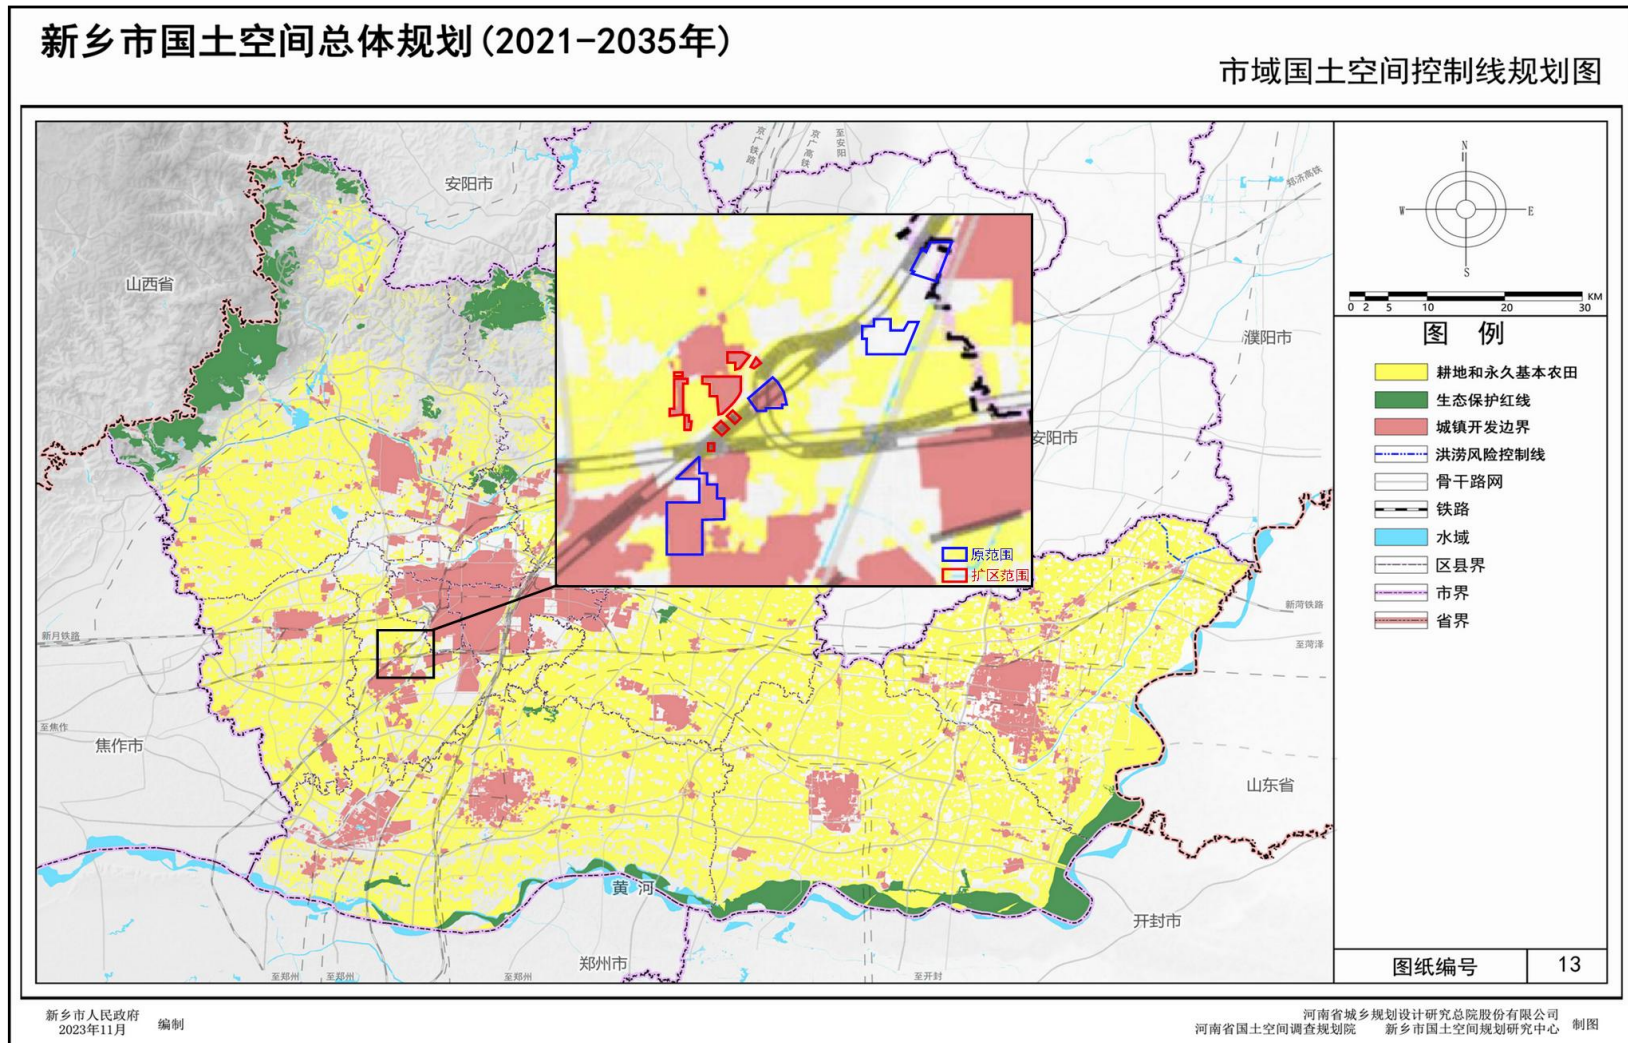 新乡市国土空间总体规划(2021-2035年)
市域国土空间控制线规划图
京广铁路
京广高铁
至安阳
安阳市
郑济高铁
山西省
濮阳市
安阳市
原范围
扩区范围
新月铁路
新菏铁路
至菏泽
至焦作
焦作市
山东省
黄 河
开封市
郑州市
至郑州
至郑州
至郑州
至开封
N
W
E
S
0 2 5 10 20 30 KM
图 例
耕地和永久基本农田
生态保护红线
城镇开发边界
洪涝风险控制线
骨干路网
铁路
水域
区县界
市界
省界
图纸编号 13
新乡市人民政府
2023年11月
编制
河南省城乡规划设计研究总院股份有限公司
河南省国土空间调查规划院 新乡市国土空间规划研究中心
制图